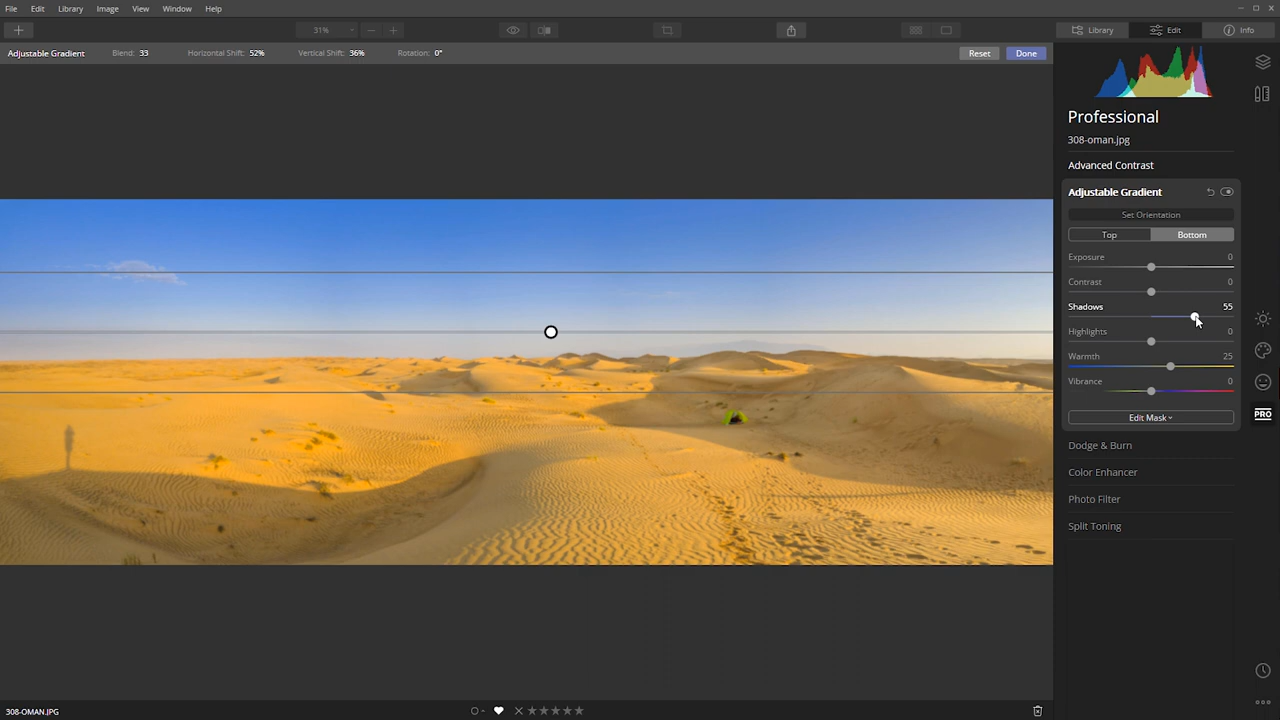 File Edit Library Image View Window Help
31%
Library Edit Info
Adjustable Gradient Blend: 33 Horizontal Shift: 52% Vertical Shift: 36% Rotation: 0° Reset Done
Professional
308-oman.jpg
Advanced Contrast
Adjustable Gradient
Set Orientation
Top Bottom
Exposure 0
Contrast 0
Shadows 55
Highlights 0
Warmth 25
Vibrance 0
Edit Mask
PRO
Dodge & Burn
Color Enhancer
Photo Filter
Split Toning
308-OMAN.JPG